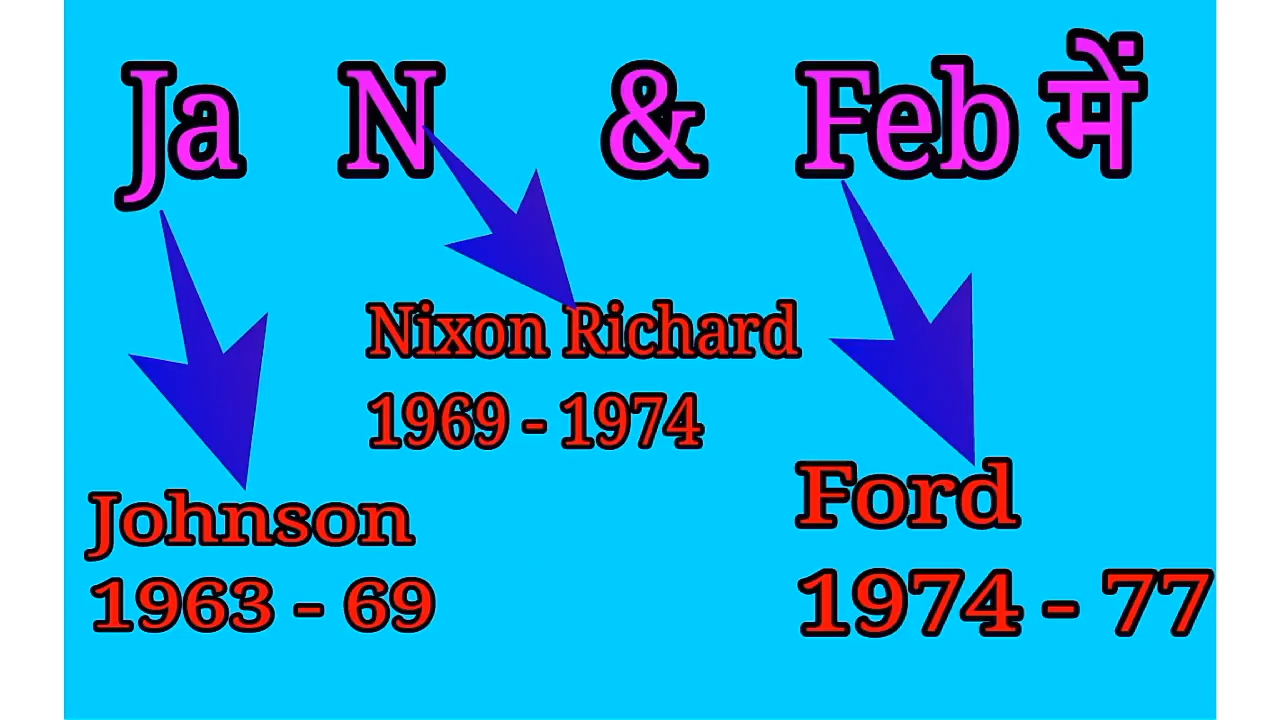 Ja N & Feb में
Nixon Richard
1969 - 1974
Johnson
1963 - 69
Ford
1974 - 77